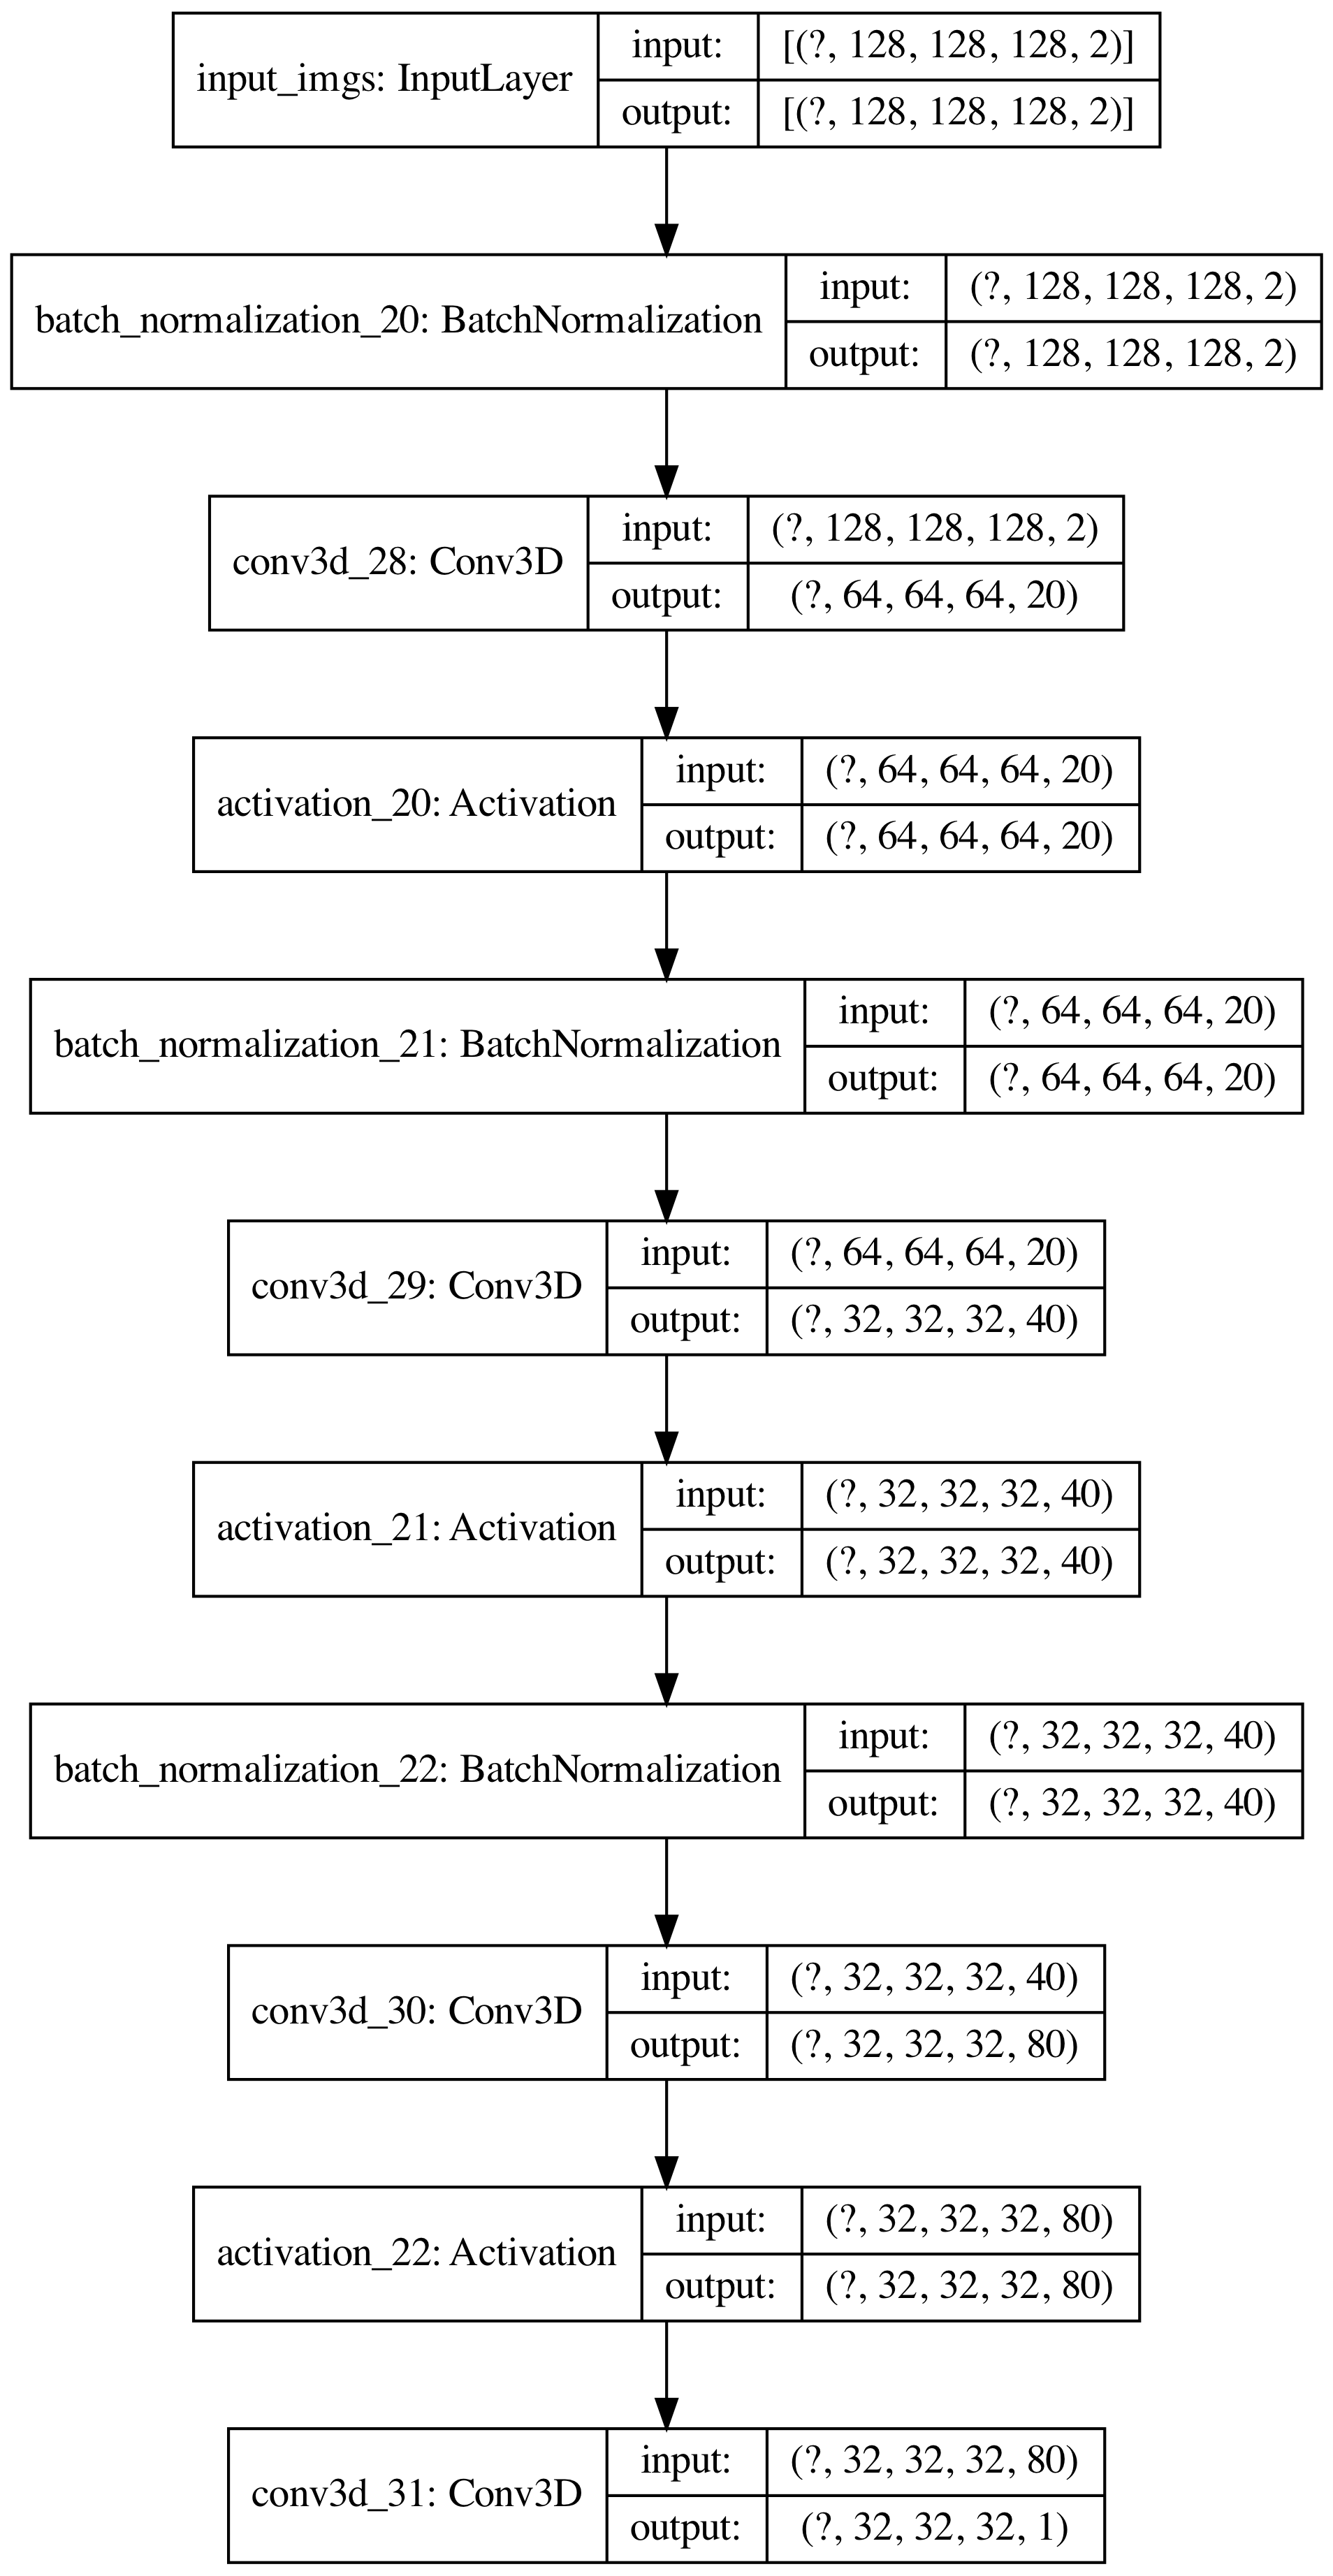 input_imgs: InputLayer
input: [(?, 128, 128, 128, 2)]
output: [(?, 128, 128, 128, 2)]
batch_normalization_20: BatchNormalization
input: (?, 128, 128, 128, 2)
output: (?, 128, 128, 128, 2)
conv3d_28: Conv3D
input: (?, 128, 128, 128, 2)
output: (?, 64, 64, 64, 20)
activation_20: Activation
input: (?, 64, 64, 64, 20)
output: (?, 64, 64, 64, 20)
batch_normalization_21: BatchNormalization
input: (?, 64, 64, 64, 20)
output: (?, 64, 64, 64, 20)
conv3d_29: Conv3D
input: (?, 64, 64, 64, 20)
output: (?, 32, 32, 32, 40)
activation_21: Activation
input: (?, 32, 32, 32, 40)
output: (?, 32, 32, 32, 40)
batch_normalization_22: BatchNormalization
input: (?, 32, 32, 32, 40)
output: (?, 32, 32, 32, 40)
conv3d_30: Conv3D
input: (?, 32, 32, 32, 40)
output: (?, 32, 32, 32, 80)
activation_22: Activation
input: (?, 32, 32, 32, 80)
output: (?, 32, 32, 32, 80)
conv3d_31: Conv3D
input: (?, 32, 32, 32, 80)
output: (?, 32, 32, 32, 1)